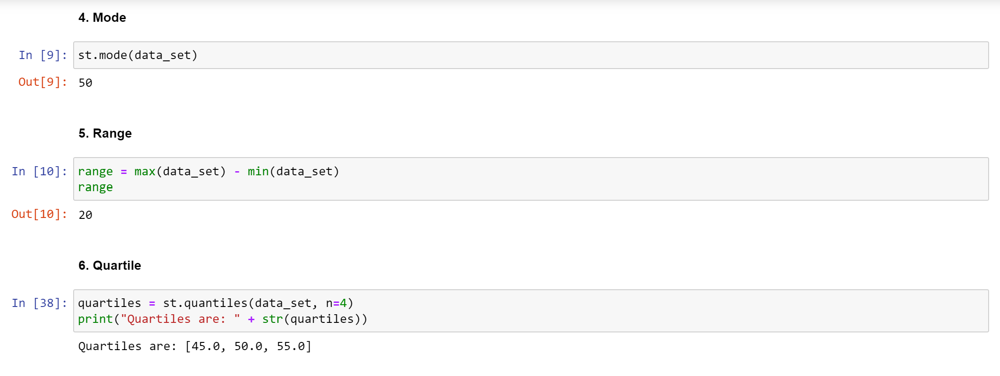 4. Mode
In [9]: st.mode(data_set)
Out[9]: 50
5. Range
In [10]: range = max(data_set) - min(data_set)
range
Out[10]: 20
6. Quartile
In [38]: quartiles = st.quantiles(data_set, n=4)
print("Quartiles are: " + str(quartiles))
Quartiles are: [45.0, 50.0, 55.0]